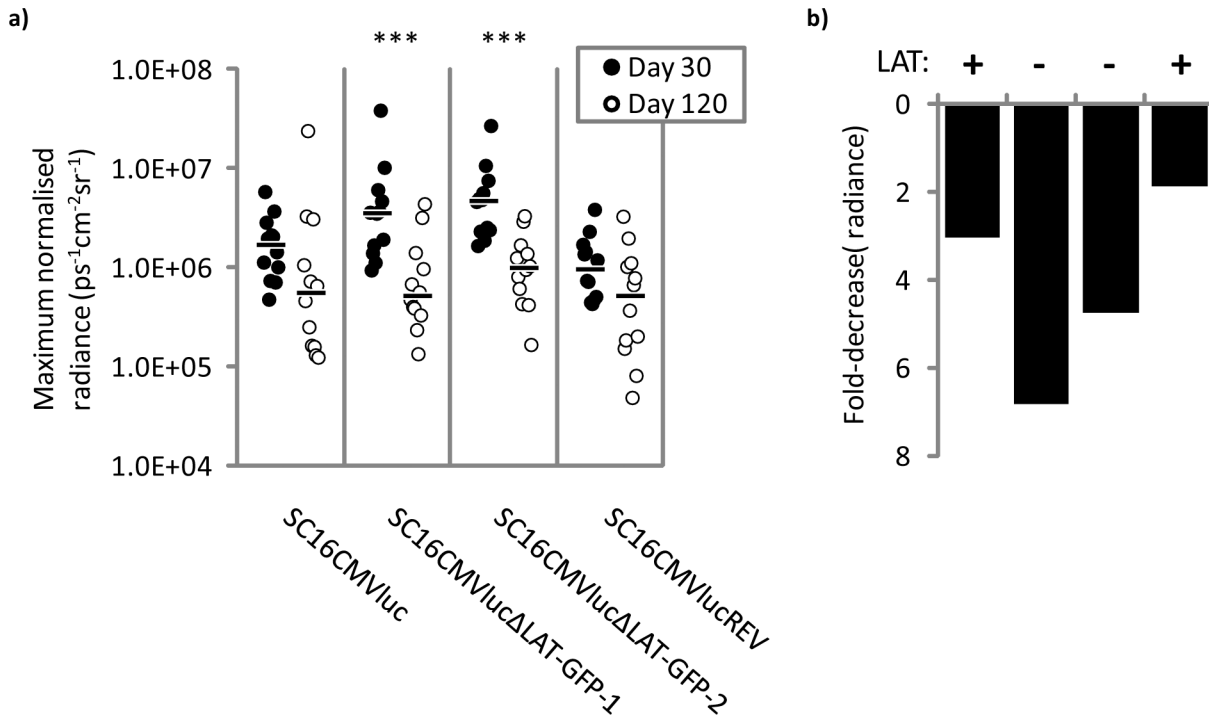 a)
*** ***
Day 30
Day 120
Maximum normalised
radiance (ps⁻¹cm⁻²sr⁻¹)
1.0E+08
1.0E+07
1.0E+06
1.0E+05
1.0E+04
SC16CMVluc
SC16CMVlucΔLAT-GFP-1
SC16CMVlucΔLAT-GFP-2
SC16CMVlucREV
b)
LAT: + - - +
Fold-decrease( radiance)
0
2
4
6
8